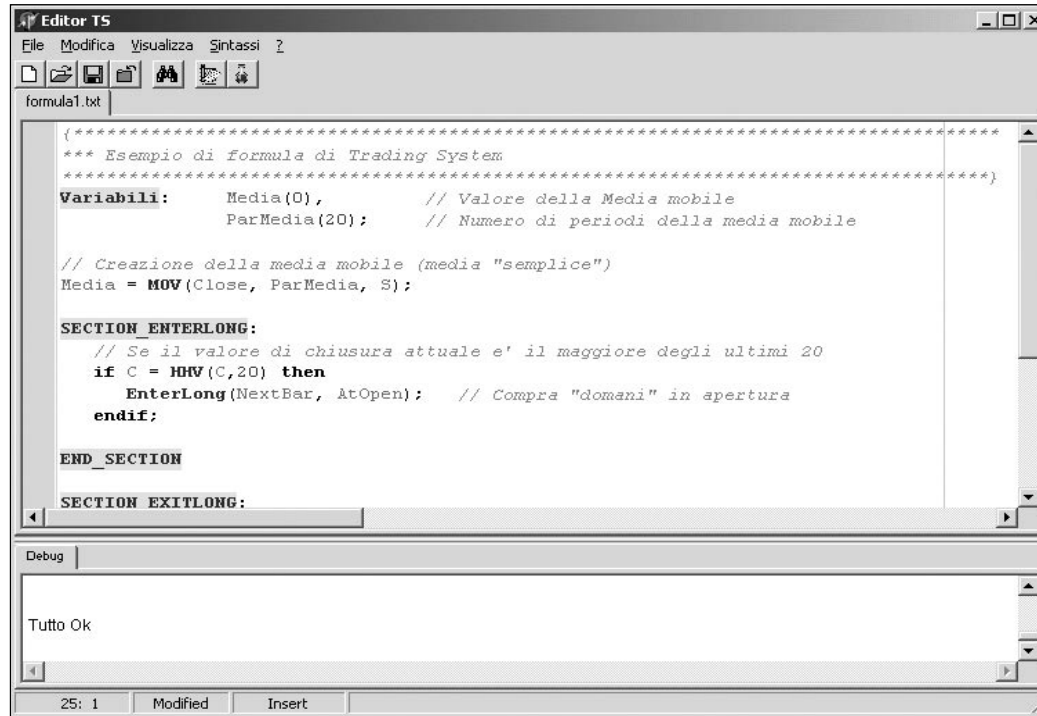 Editor TS
File Modifica Visualizza Sintassi ?
formula1.txt
{*************************************************************************************
*** Esempio di formula di Trading System
*************************************************************************************}
Variabili: Media(0), // Valore della Media mobile
ParMedia(20); // Numero di periodi della media mobile
// Creazione della media mobile (media "semplice")
Media = MOV(Close, ParMedia, S);
SECTION_ENTERLONG:
// Se il valore di chiusura attuale e' il maggiore degli ultimi 20
if C = HHV(C,20) then
EnterLong(NextBar, AtOpen); // Compra "domani" in apertura
endif;
END_SECTION
SECTION_EXITLONG:
Debug
Tutto Ok
25: 1 Modified Insert